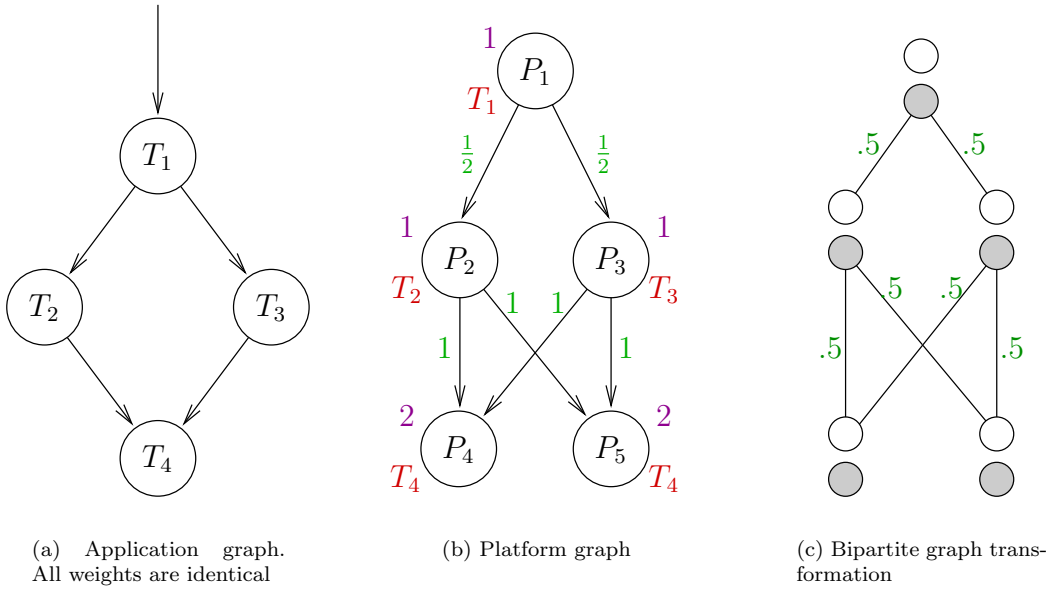 T1
T2
T3
T4
(a) Application graph.
All weights are identical
1
P1
T1
1/2
1/2
1
P2
T2
1
P3
T3
1
1
1
1
2
P4
T4
2
P5
T4
(b) Platform graph
.5
.5
.5
.5
.5
.5
(c) Bipartite graph trans-
formation